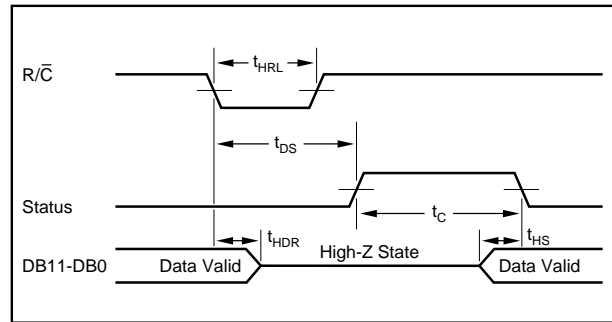 R/C̅
t_HRL
t_DS
Status
t_C
t_HDR
High-Z State
t_HS
DB11-DB0
Data Valid
Data Valid